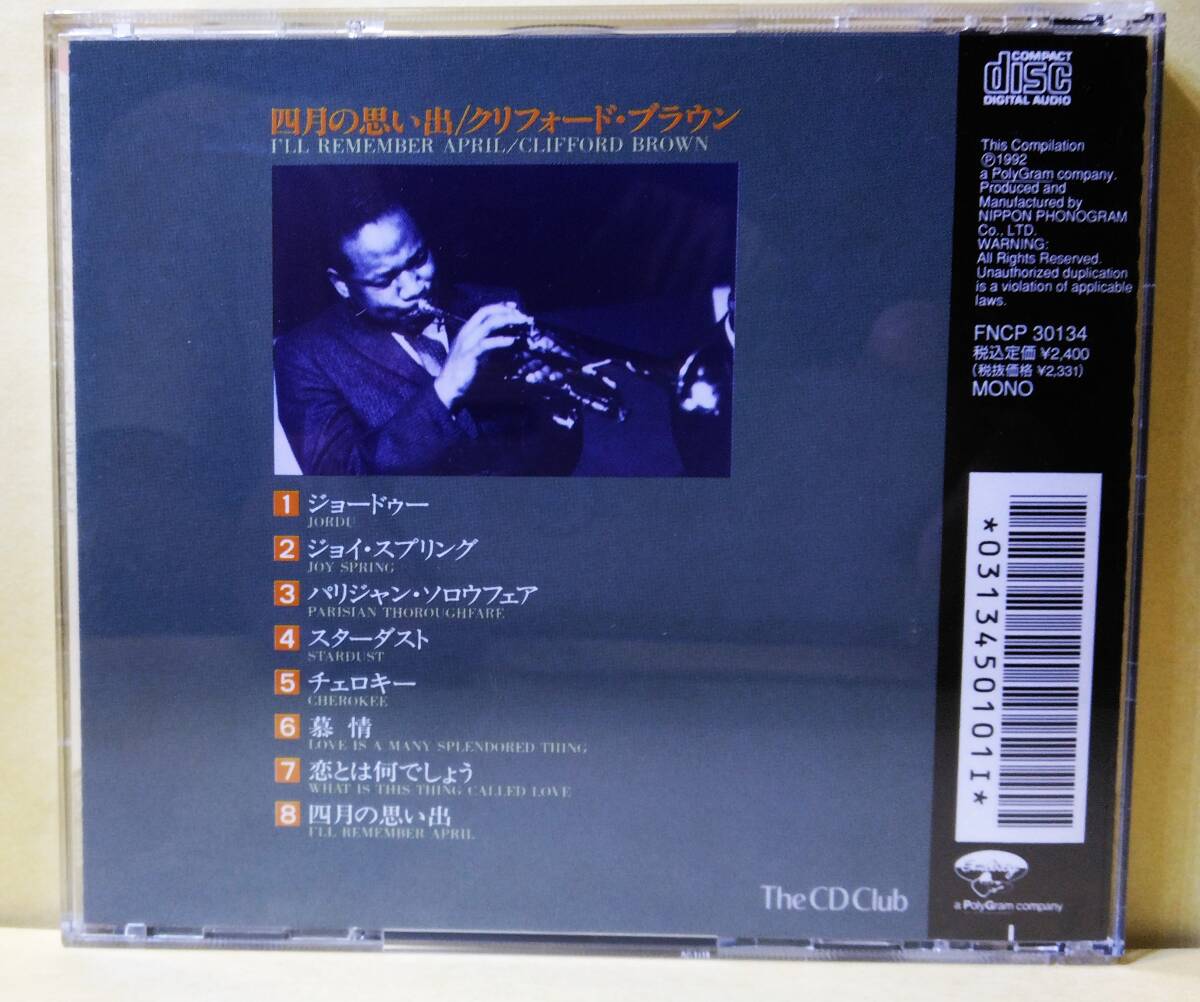 四月の思い出/クリフォード・ブラウン
I'LL REMEMBER APRIL/CLIFFORD BROWN
1 ジョードゥー
JORDU
2 ジョイ・スプリング
JOY SPRING
3 パリジャン・ソロウフェア
PARISIAN THOROUGHFARE
4 スターダスト
STARDUST
5 チェロキー
CHEROKEE
6 慕情
LOVE IS A MANY SPLENDORED THING
7 恋とは何でしょう
WHAT IS THIS THING CALLED LOVE
8 四月の思い出
I'LL REMEMBER APRIL
The CD Club
COMPACT
disc
DIGITAL AUDIO
This Compilation
℗1992
a PolyGram company.
Produced and
Manufactured by
NIPPON PHONOGRAM
Co., LTD.
WARNING:
All Rights Reserved.
Unauthorized duplication
is a violation of applicable
laws.
FNCP 30134
税込定価 ¥2,400
(税抜価格 ¥2,331)
MONO
*0313450101I*
EmArcy
a PolyGram company